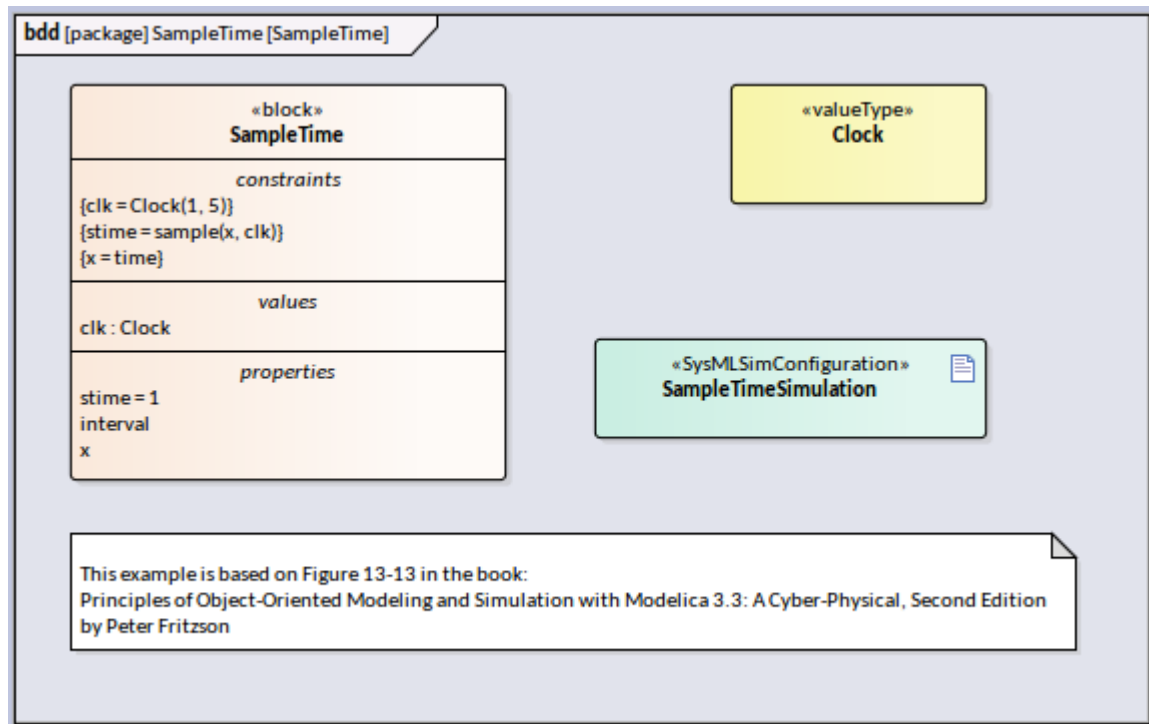 bdd [package] SampleTime [SampleTime]
«block»
SampleTime
constraints
{clk = Clock(1, 5)}
{stime = sample(x, clk)}
{x = time}
values
clk : Clock
properties
stime = 1
interval
x
«valueType»
Clock
«SysMLSimConfiguration»
SampleTimeSimulation
This example is based on Figure 13-13 in the book:
Principles of Object-Oriented Modeling and Simulation with Modelica 3.3: A Cyber-Physical, Second Edition
by Peter Fritzson